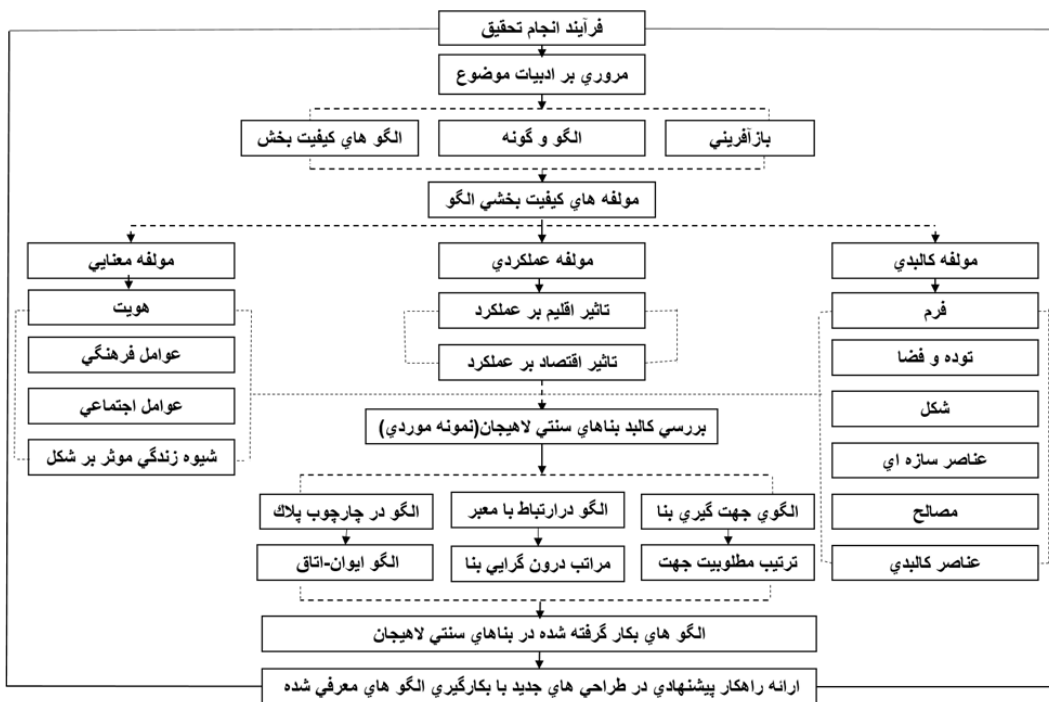 فرآيند انجام تحقيق
مروري بر ادبيات موضوع
بازآفريني
الگو و گونه
الگو هاي كيفيت بخش
مولفه هاي كيفيت بخشي الگو
مولفه كالبدي
مولفه عملكردي
مولفه معنايي
فرم
تاثير اقليم بر عملكرد
هويت
توده و فضا
تاثير اقتصاد بر عملكرد
عوامل فرهنگي
شكل
عوامل اجتماعي
بررسي كالبد بناهاي سنتي لاهيجان(نمونه موردي)
عناصر سازه اي
شيوه زندگي موثر بر شكل
مصالح
الگوي جهت گيري بنا
الگو درارتباط با معبر
الگو در چارچوب پلاك
عناصر كالبدي
ترتيب مطلوبيت جهت
مراتب درون گرايي بنا
الگو ايوان-اتاق
الگو هاي بكار گرفته شده در بناهاي سنتي لاهيجان
ارائه راهكار پيشنهادي در طراحي هاي جديد با بكارگيري الگو هاي معرفي شده